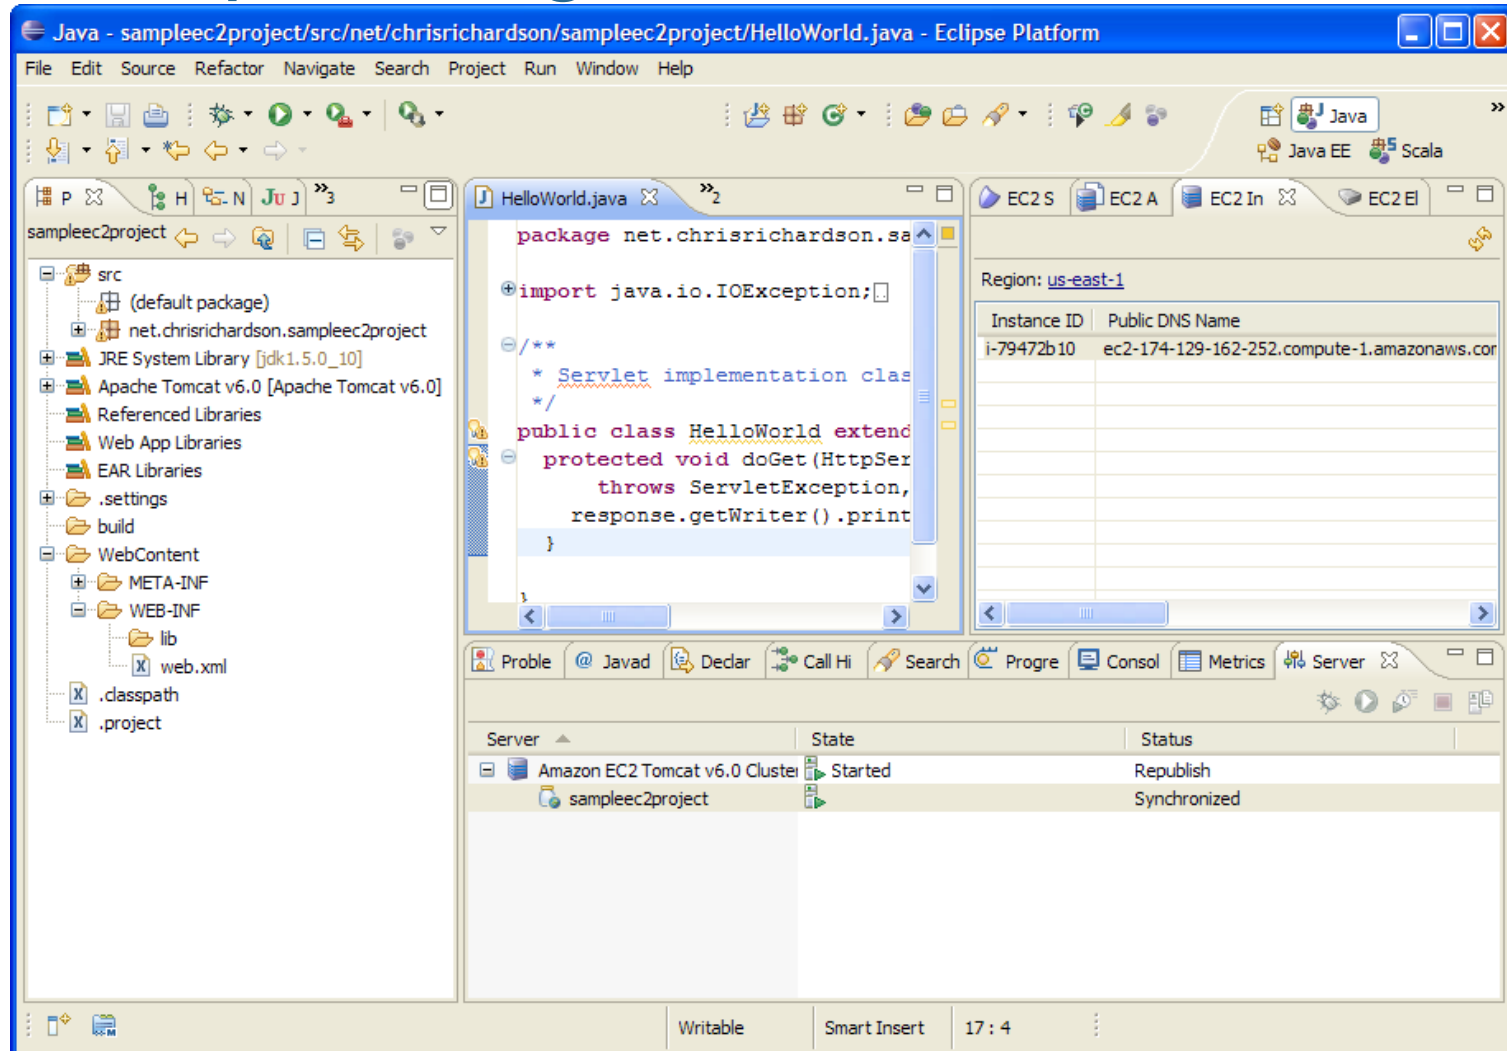 Java - sampleec2project/src/net/chrisrichardson/sampleec2project/HelloWorld.java - Eclipse Platform
File Edit Source Refactor Navigate Search Project Run Window Help
Java
Java EE Scala
P H N JU J »3
HelloWorld.java »2
EC2 S EC2 A EC2 In EC2 El
sampleec2project
src
(default package)
net.chrisrichardson.sampleec2project
JRE System Library [jdk1.5.0_10]
Apache Tomcat v6.0 [Apache Tomcat v6.0]
Referenced Libraries
Web App Libraries
EAR Libraries
.settings
build
WebContent
META-INF
WEB-INF
lib
web.xml
.classpath
.project
package net.chrisrichardson.sa
import java.io.IOException;
/**
* Servlet implementation clas
*/
public class HelloWorld extend
protected void doGet(HttpSer
throws ServletException,
response.getWriter().print
}
}
Region: us-east-1
Instance ID Public DNS Name
i-79472b10 ec2-174-129-162-252.compute-1.amazonaws.com
Proble @ Javad Declar Call Hi Search Progre Consol Metrics Server
Server State Status
Amazon EC2 Tomcat v6.0 Cluster Started Republish
sampleec2project Synchronized
Writable Smart Insert 17 : 4